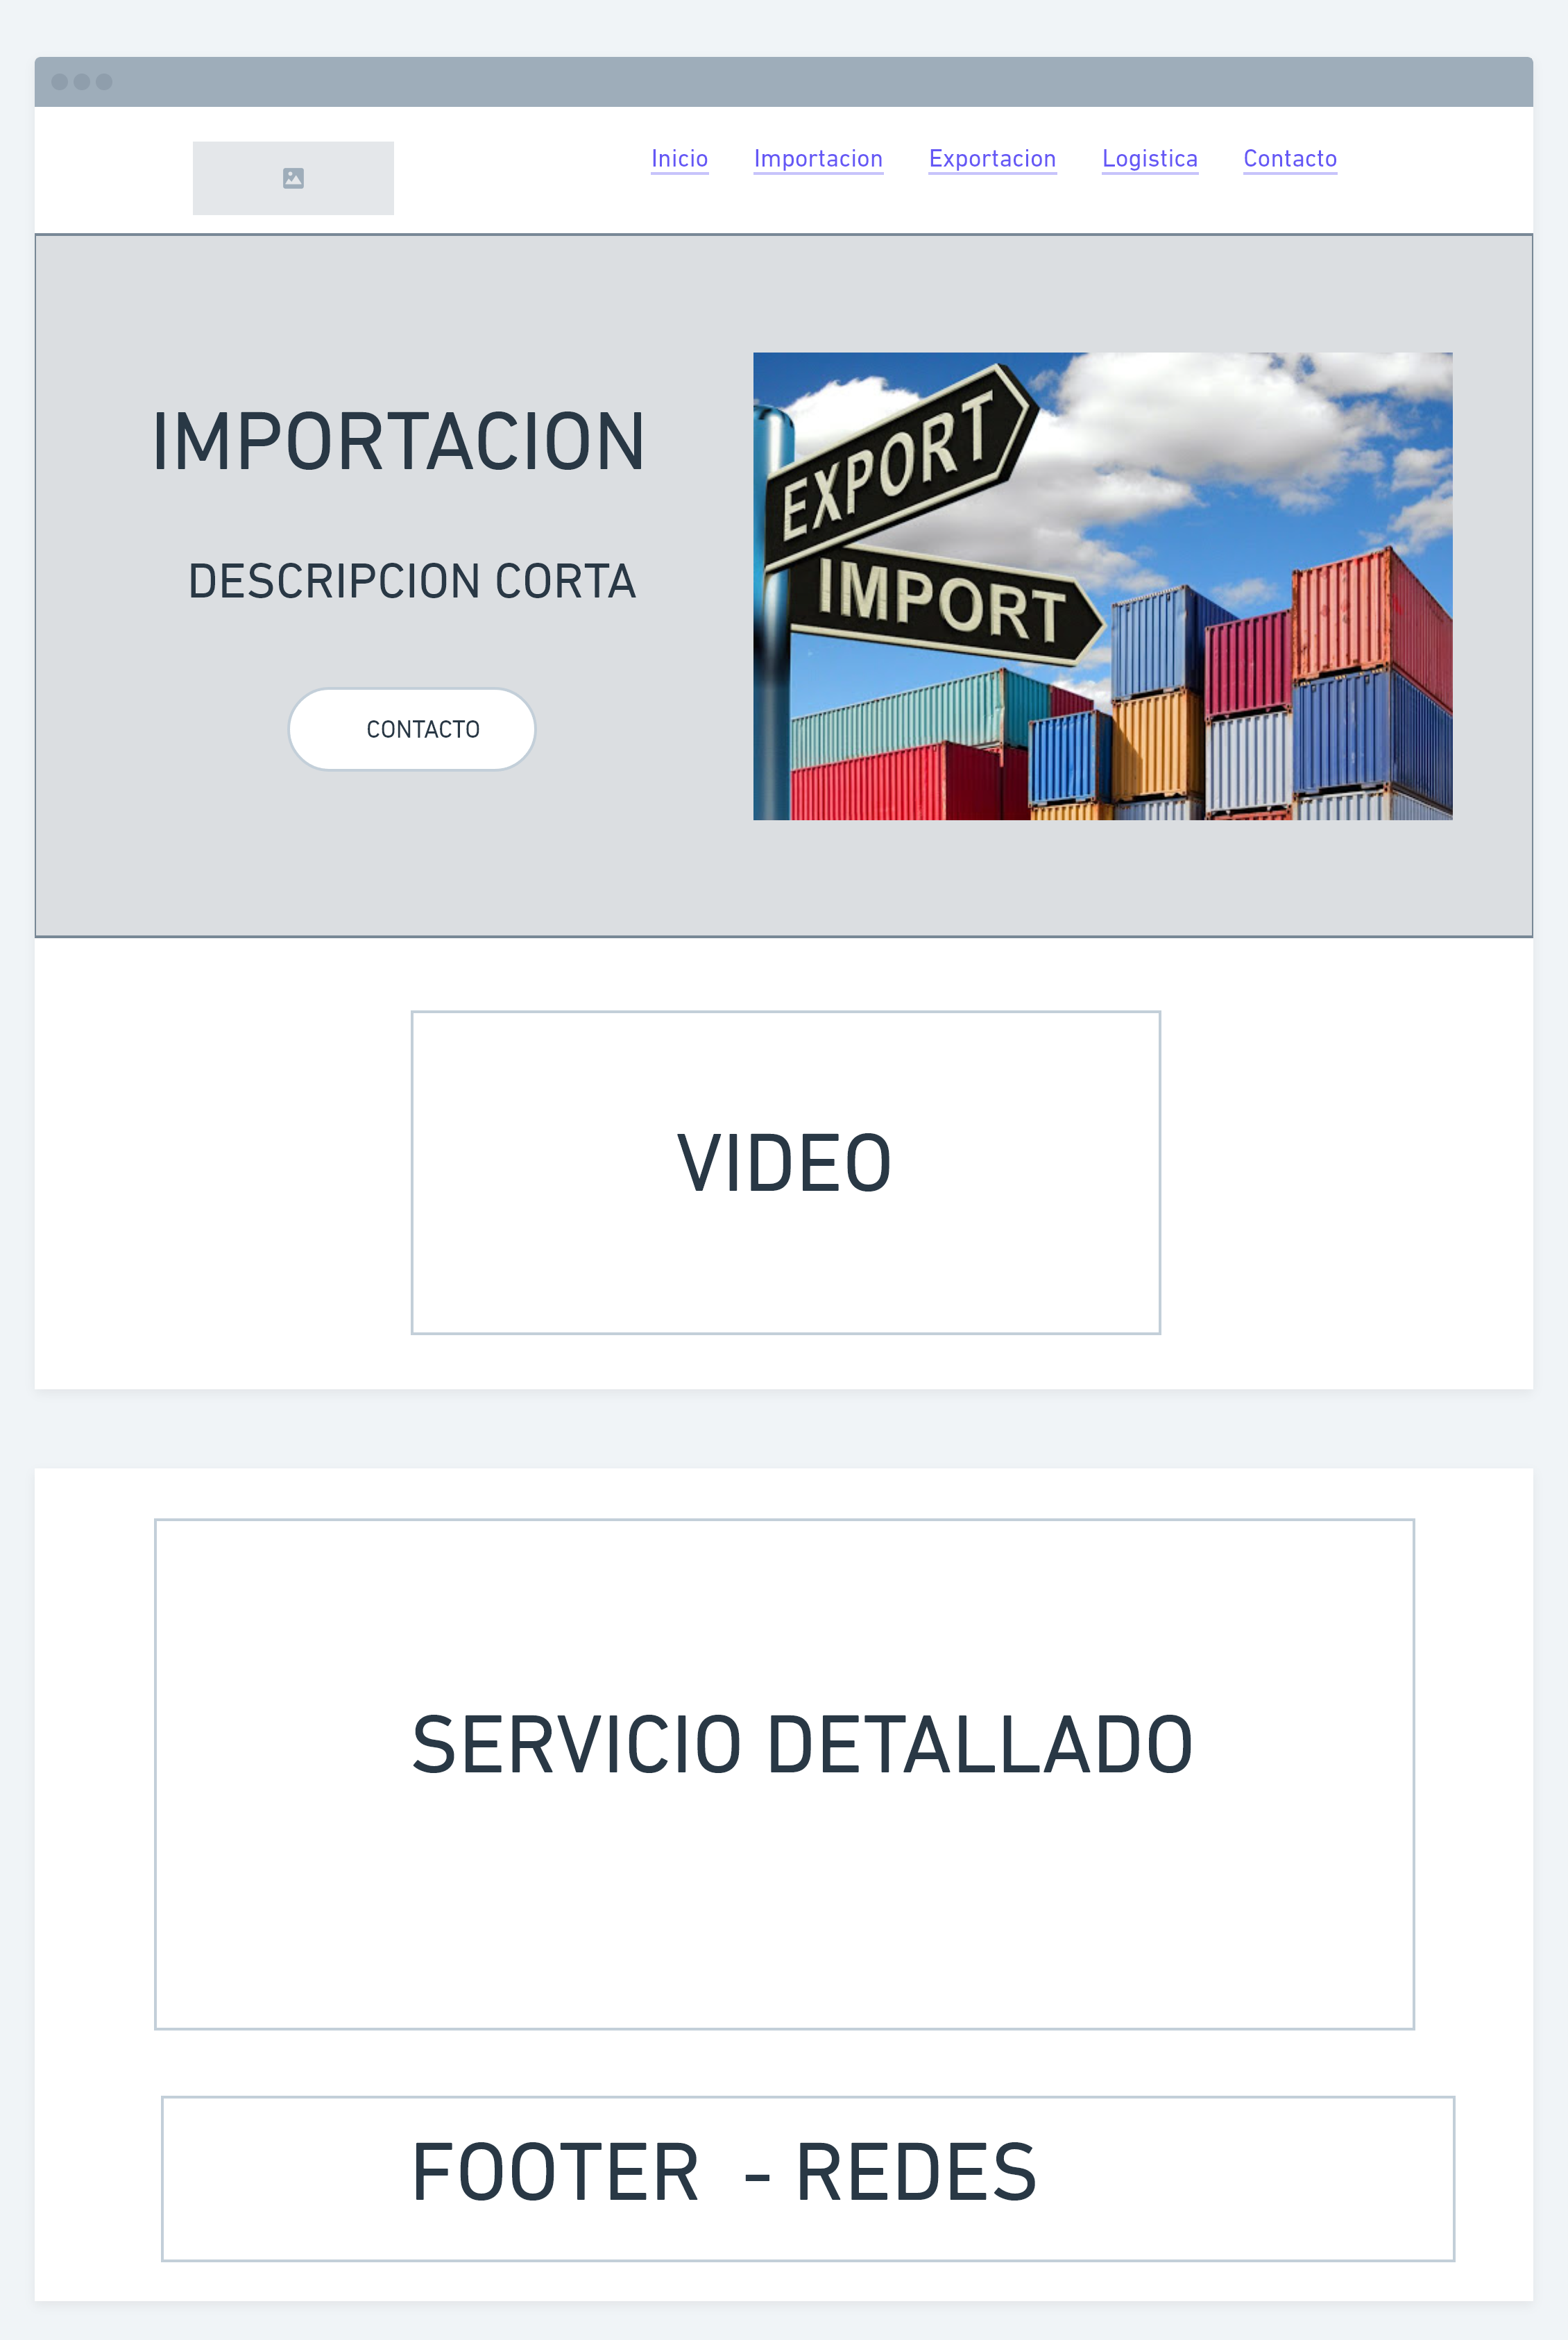 Inicio Importacion Exportacion Logistica Contacto
IMPORTACION
DESCRIPCION CORTA
CONTACTO
EXPORT
IMPORT
VIDEO
SERVICIO DETALLADO
FOOTER - REDES